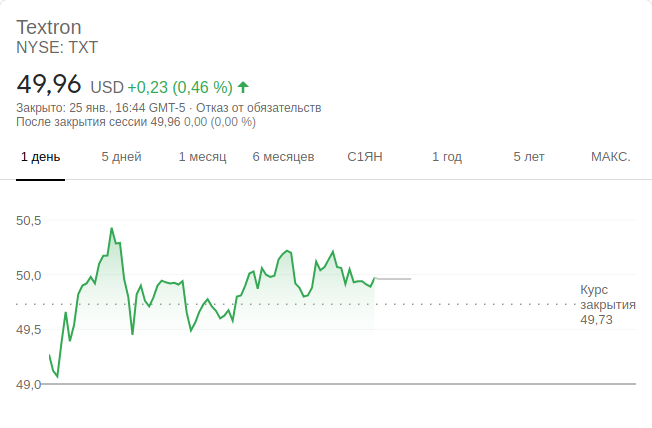 Textron
NYSE: TXT
49,96 USD +0,23 (0,46 %)
Закрыто: 25 янв., 16:44 GMT-5 · Отказ от обязательств
После закрытия сессии 49,96 0,00 (0,00 %)
1 день 5 дней 1 месяц 6 месяцев С1ЯН 1 год 5 лет МАКС.
50,5
50,0
Курс
закрытия
49,73
49,5
49,0